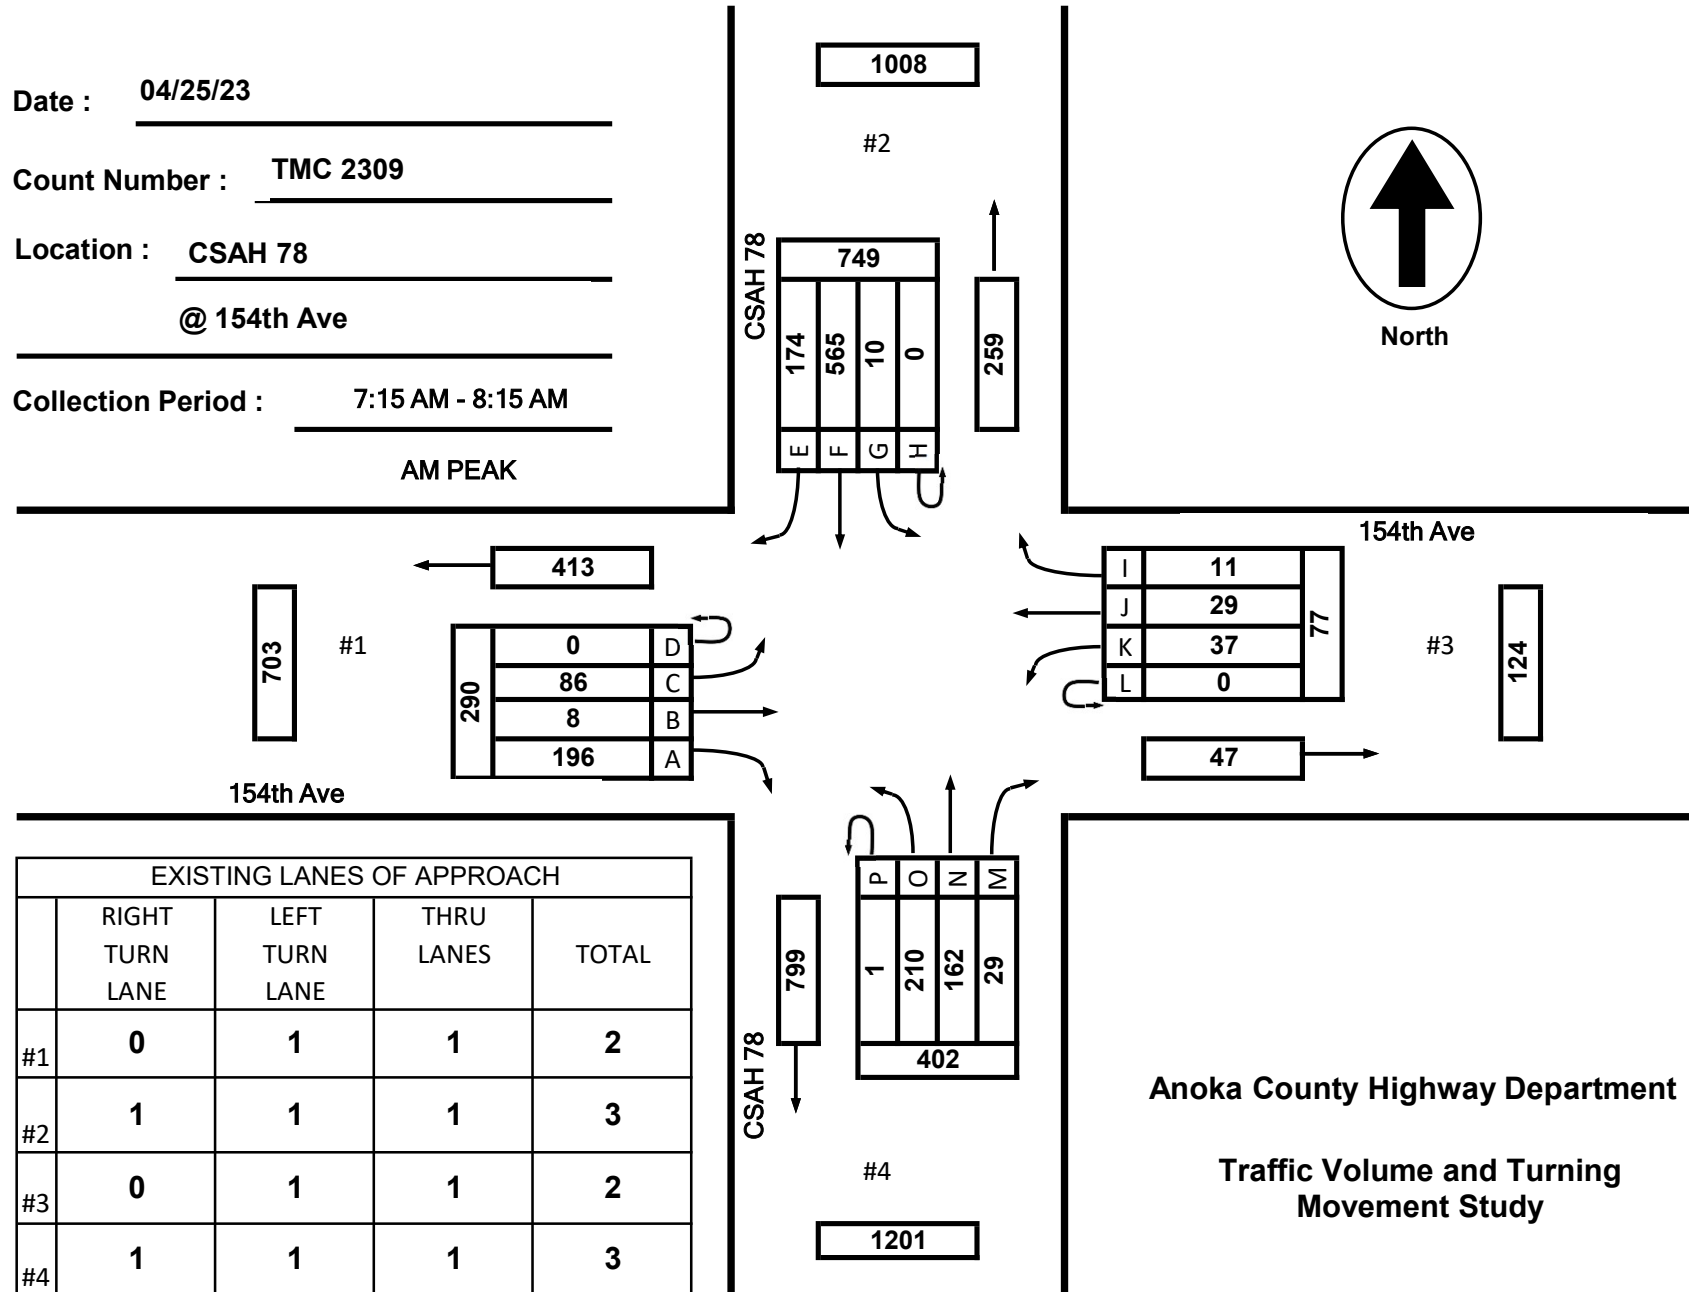 Date : 04/25/23
Count Number : TMC 2309
Location : CSAH 78
@ 154th Ave
Collection Period : 7:15 AM - 8:15 AM
AM PEAK
1008
#2
CSAH 78
749
174 565 10 0
E F G H
259
North
154th Ave
413
703
#1
290
0 D
86 C
8 B
196 A
154th Ave
I 11
J 29
K 37
L 0
77
#3
124
47
P O N M
1 210 162 29
402
799
CSAH 78
#4
1201
EXISTING LANES OF APPROACH
RIGHT TURN LANE
LEFT TURN LANE
THRU LANES
TOTAL
#1 0 1 1 2
#2 1 1 1 3
#3 0 1 1 2
#4 1 1 1 3
Anoka County Highway Department
Traffic Volume and Turning
Movement Study